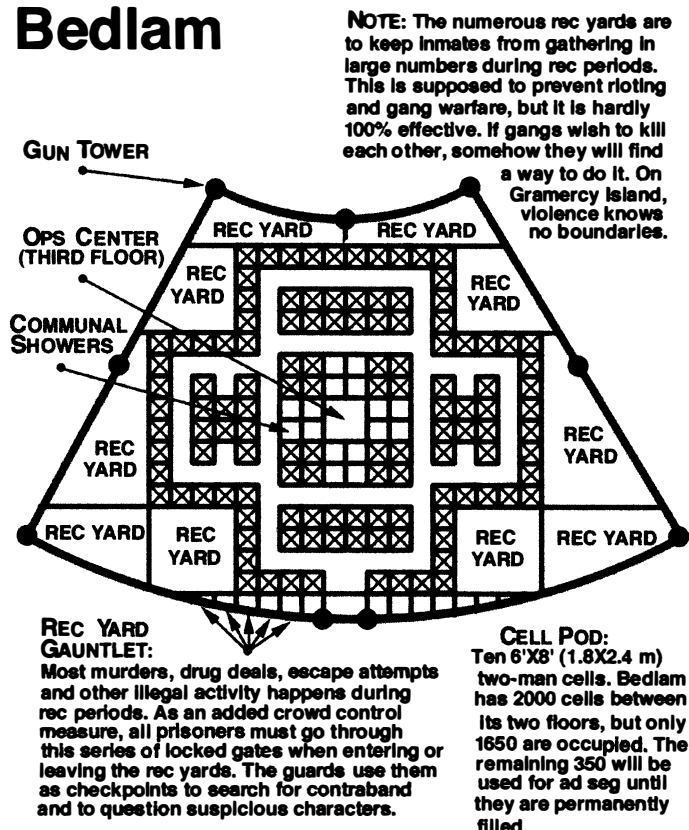 Bedlam
NOTE: The numerous rec yards are
to keep inmates from gathering in
large numbers during rec periods.
This is supposed to prevent rioting
and gang warfare, but it is hardly
100% effective. If gangs wish to kill
each other, somehow they will find
a way to do it. On
Gramercy Island,
violence knows
no boundaries.
GUN TOWER
OPS CENTER
(THIRD FLOOR)
COMMUNAL
SHOWERS
REC YARD
REC YARD
REC
YARD
REC
YARD
REC
YARD
REC
YARD
REC YARD
REC
YARD
REC
YARD
REC YARD
REC YARD
GAUNTLET:
Most murders, drug deals, escape attempts
and other illegal activity happens during
rec periods. As an added crowd control
measure, all prisoners must go through
this series of locked gates when entering or
leaving the rec yards. The guards use them
as checkpoints to search for contraband
and to question suspicious characters.
CELL POD:
Ten 6'X8' (1.8X2.4 m)
two-man cells. Bedlam
has 2000 cells between
its two floors, but only
1650 are occupied. The
remaining 350 will be
used for ad seg until
they are permanently
filled